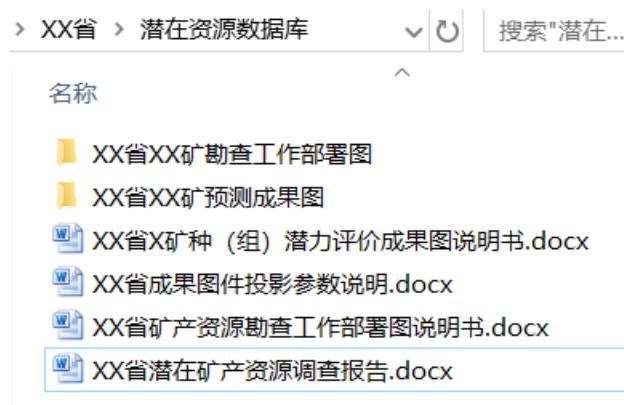 XX省 > 潜在资源数据库
搜索"潜在...
名称
XX省XX矿勘查工作部署图
XX省XX矿预测成果图
XX省X矿种（组）潜力评价成果图说明书.docx
XX省成果图件投影参数说明.docx
XX省矿产资源勘查工作部署图说明书.docx
XX省潜在矿产资源调查报告.docx